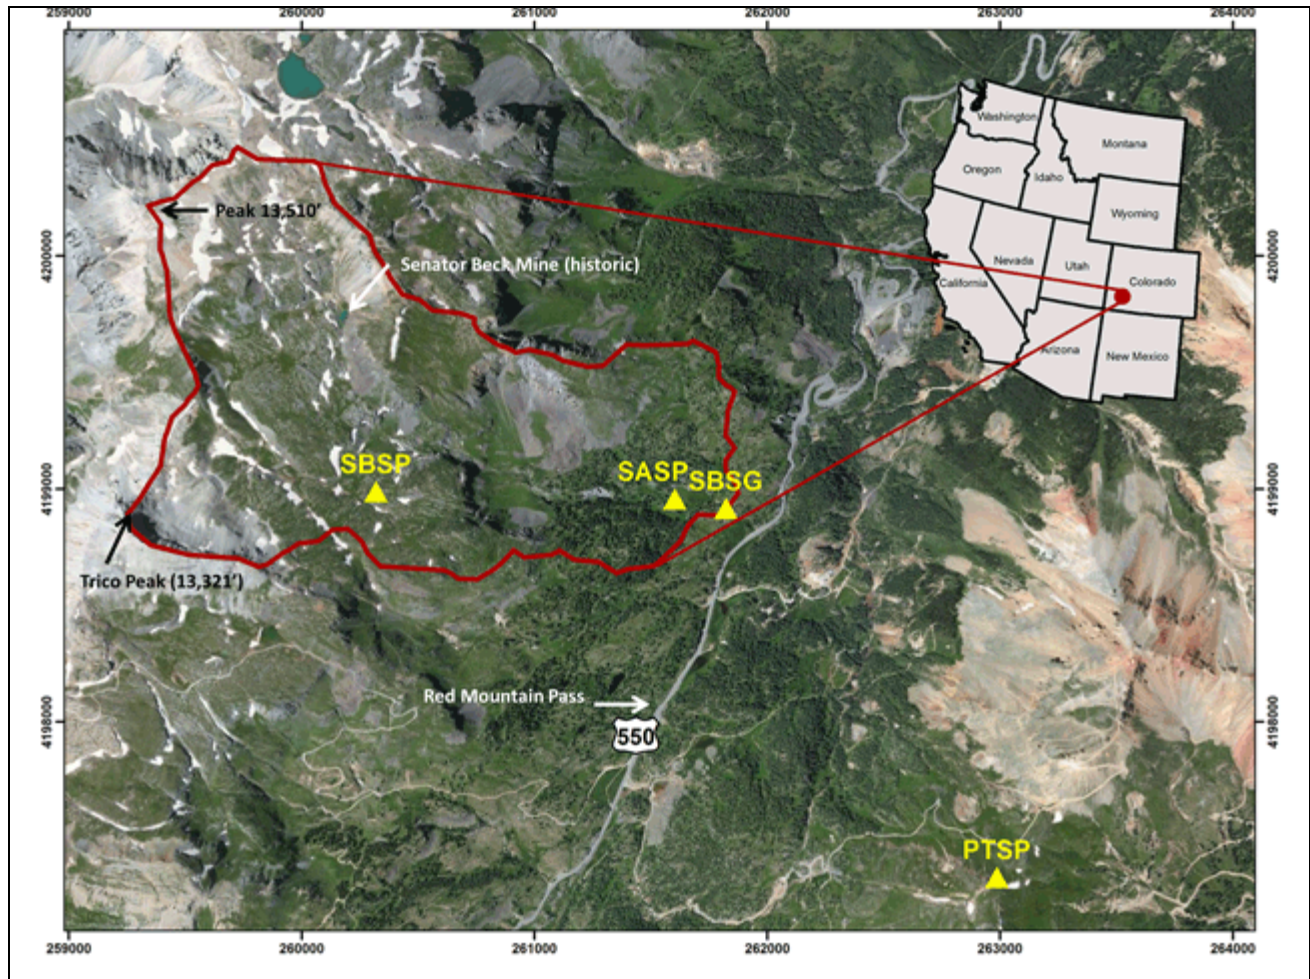 259000 260000 261000 262000 263000 264000
Washington
Montana
Oregon
Idaho
Wyoming
Peak 13,510'
4200000
4200000
Senator Beck Mine (historic)
Nevada
Utah
Colorado
California
Arizona
New Mexico
SBSP
SASP
SBSG
4199000
4199000
Trico Peak (13,321')
Red Mountain Pass
4198000
4198000
550
PTSP
259000 260000 261000 262000 263000 264000